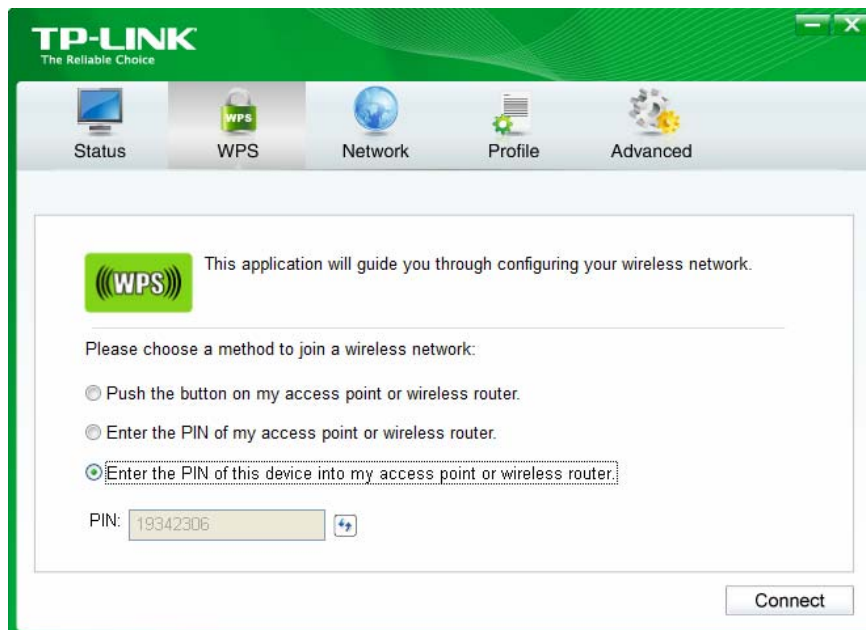 TP-LINK
The Reliable Choice
Status
WPS
WPS
Network
Profile
Advanced
(((WPS)))
This application will guide you through configuring your wireless network.
Please choose a method to join a wireless network:
Push the button on my access point or wireless router.
Enter the PIN of my access point or wireless router.
Enter the PIN of this device into my access point or wireless router.
PIN: 19342306
Connect